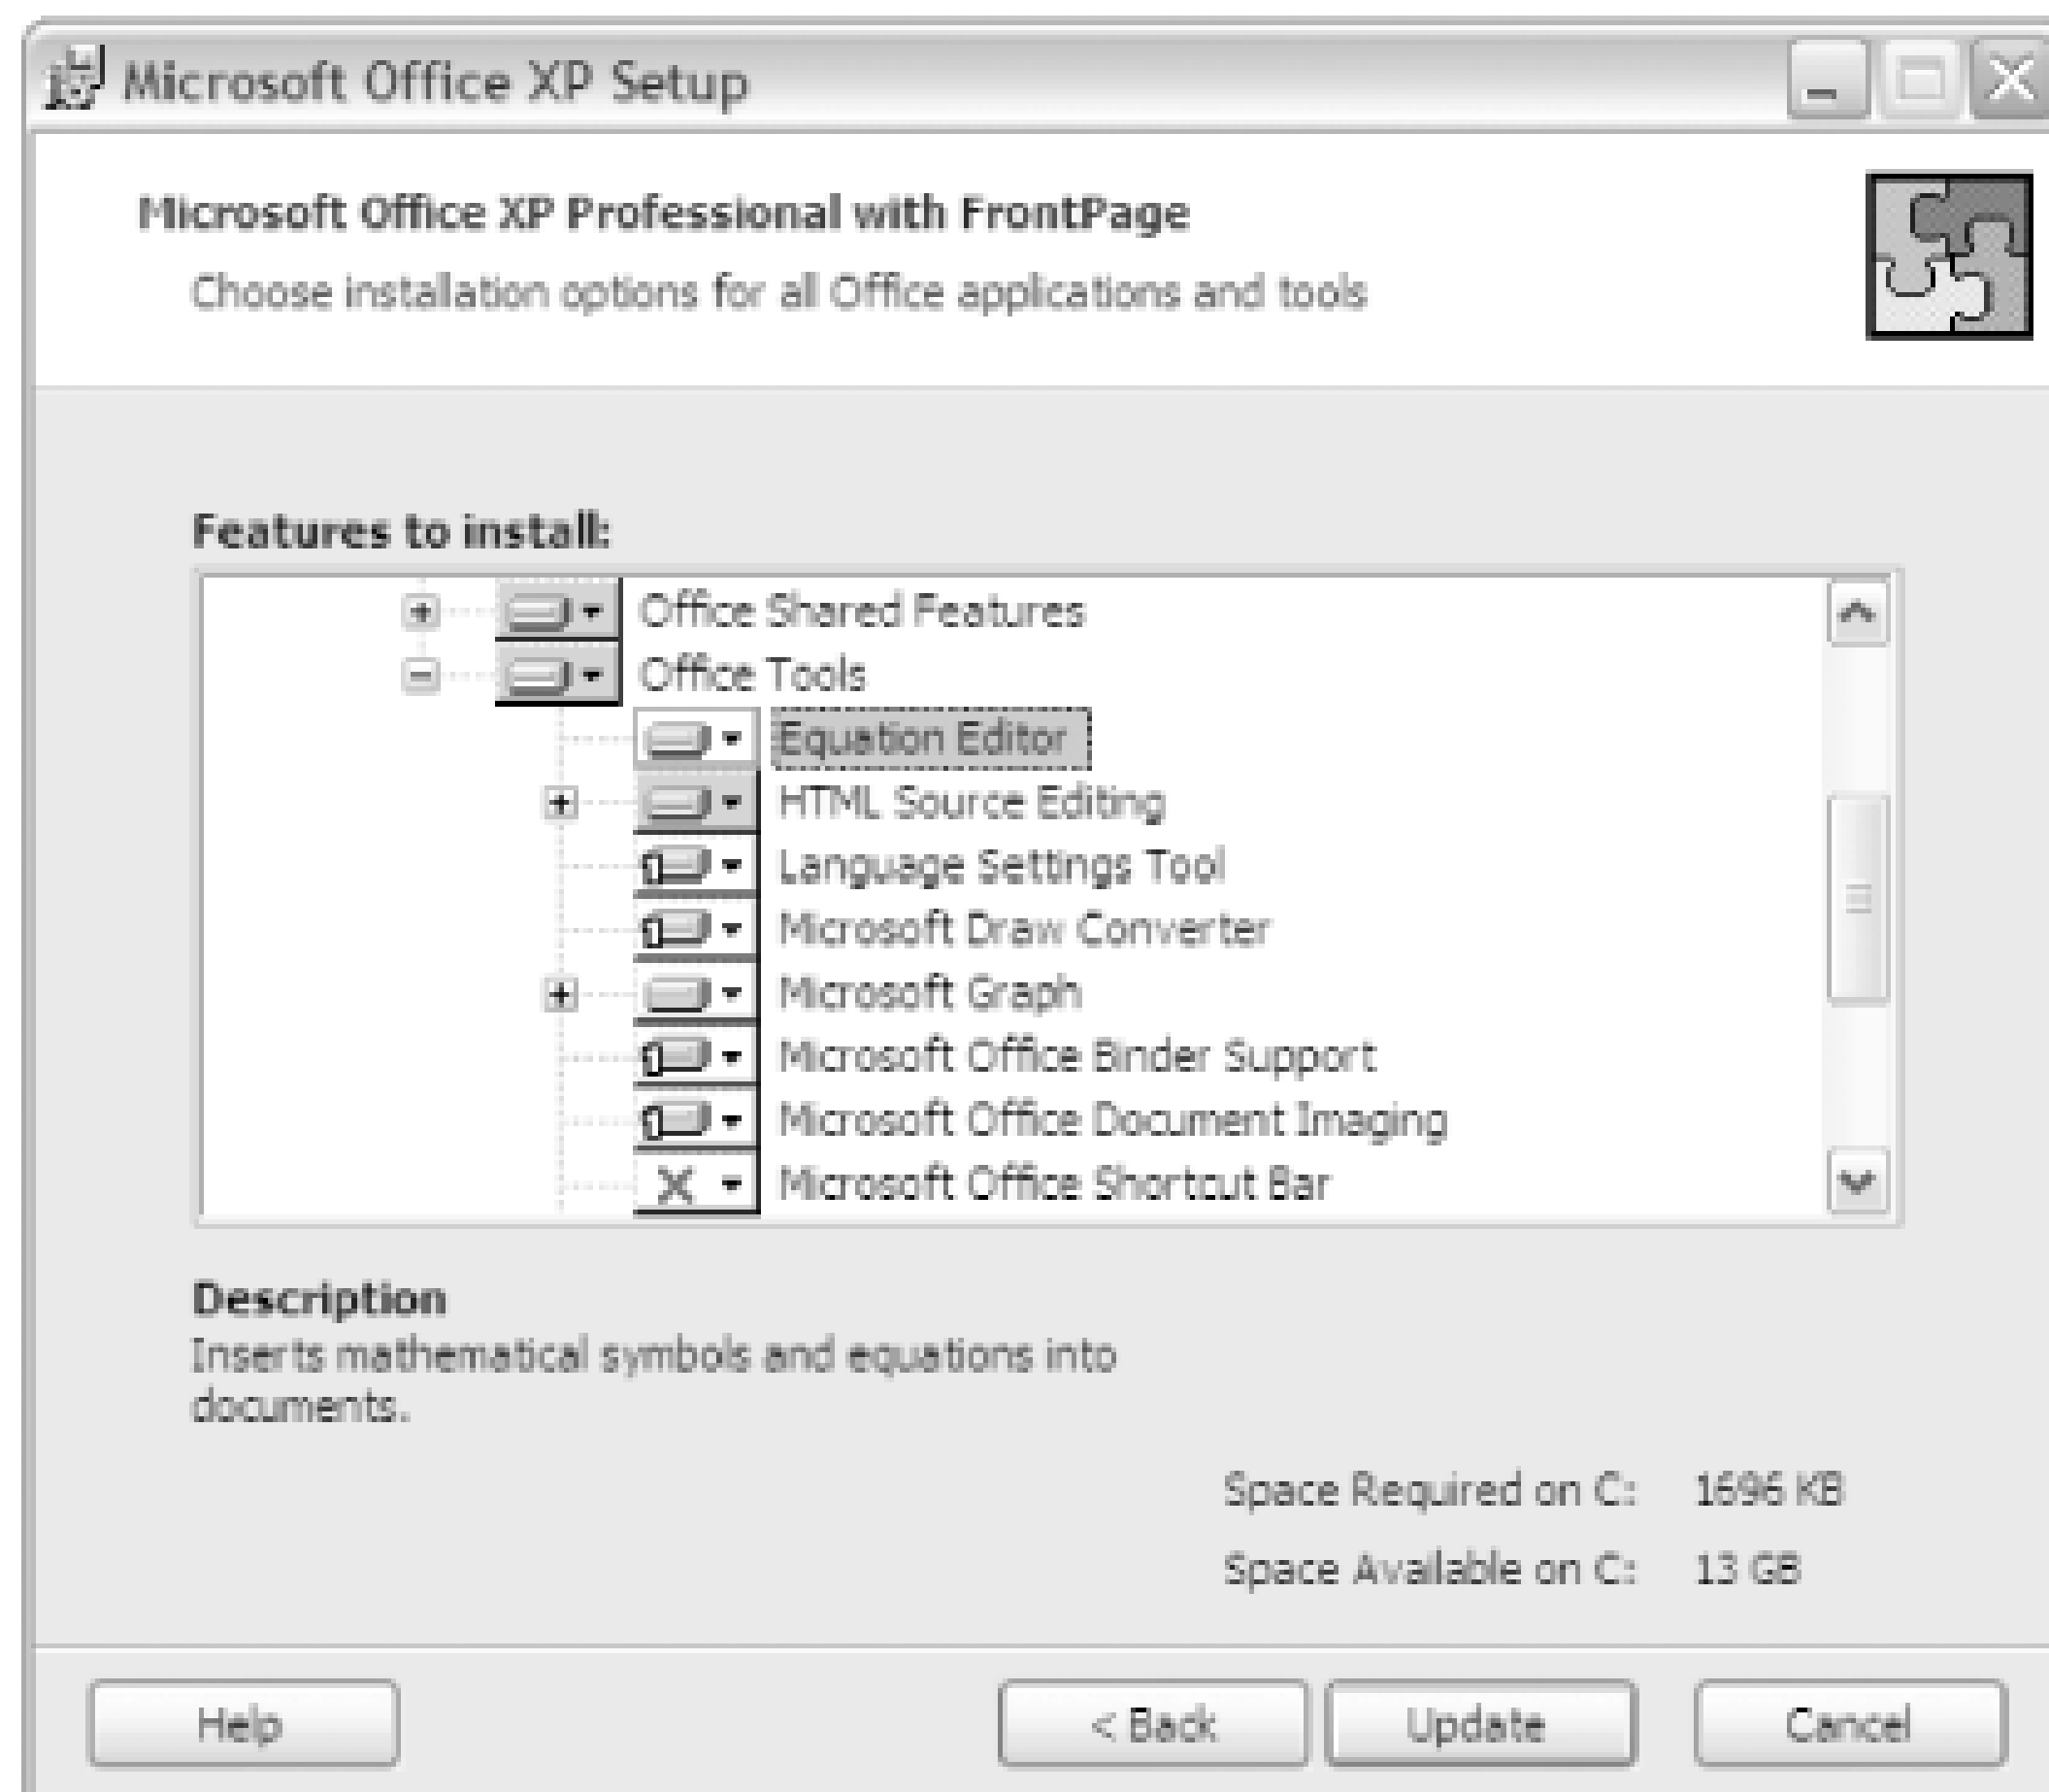 Microsoft Office XP Setup
Microsoft Office XP Professional with FrontPage
Choose installation options for all Office applications and tools
Features to install:
Office Shared Features
Office Tools
Equation Editor
HTML Source Editing
Language Settings Tool
Microsoft Draw Converter
Microsoft Graph
Microsoft Office Binder Support
Microsoft Office Document Imaging
Microsoft Office Shortcut Bar
Description
Inserts mathematical symbols and equations into
documents.
Space Required on C: 1696 KB
Space Available on C: 13 GB
Help < Back Update Cancel